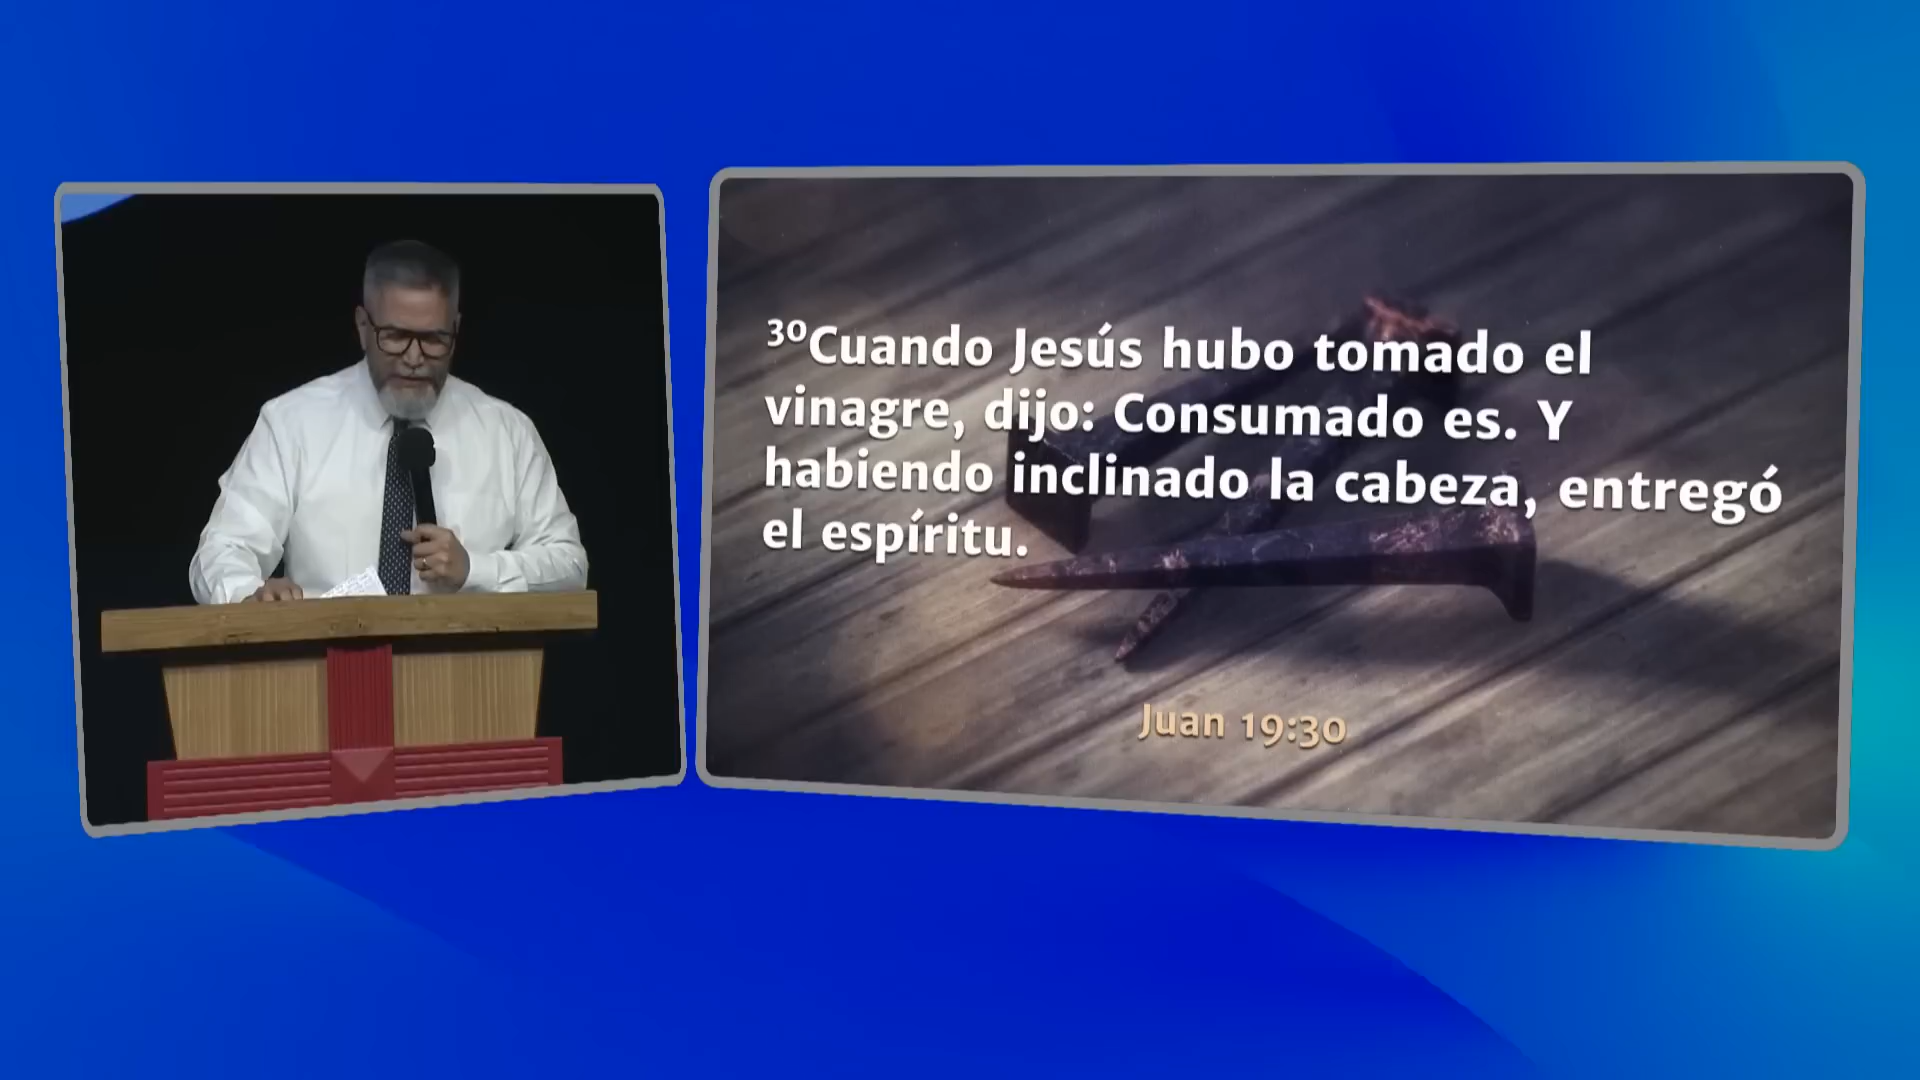 ³⁰Cuando Jesús hubo tomado el
vinagre, dijo: Consumado es. Y
habiendo inclinado la cabeza, entregó
el espíritu.
Juan 19:30